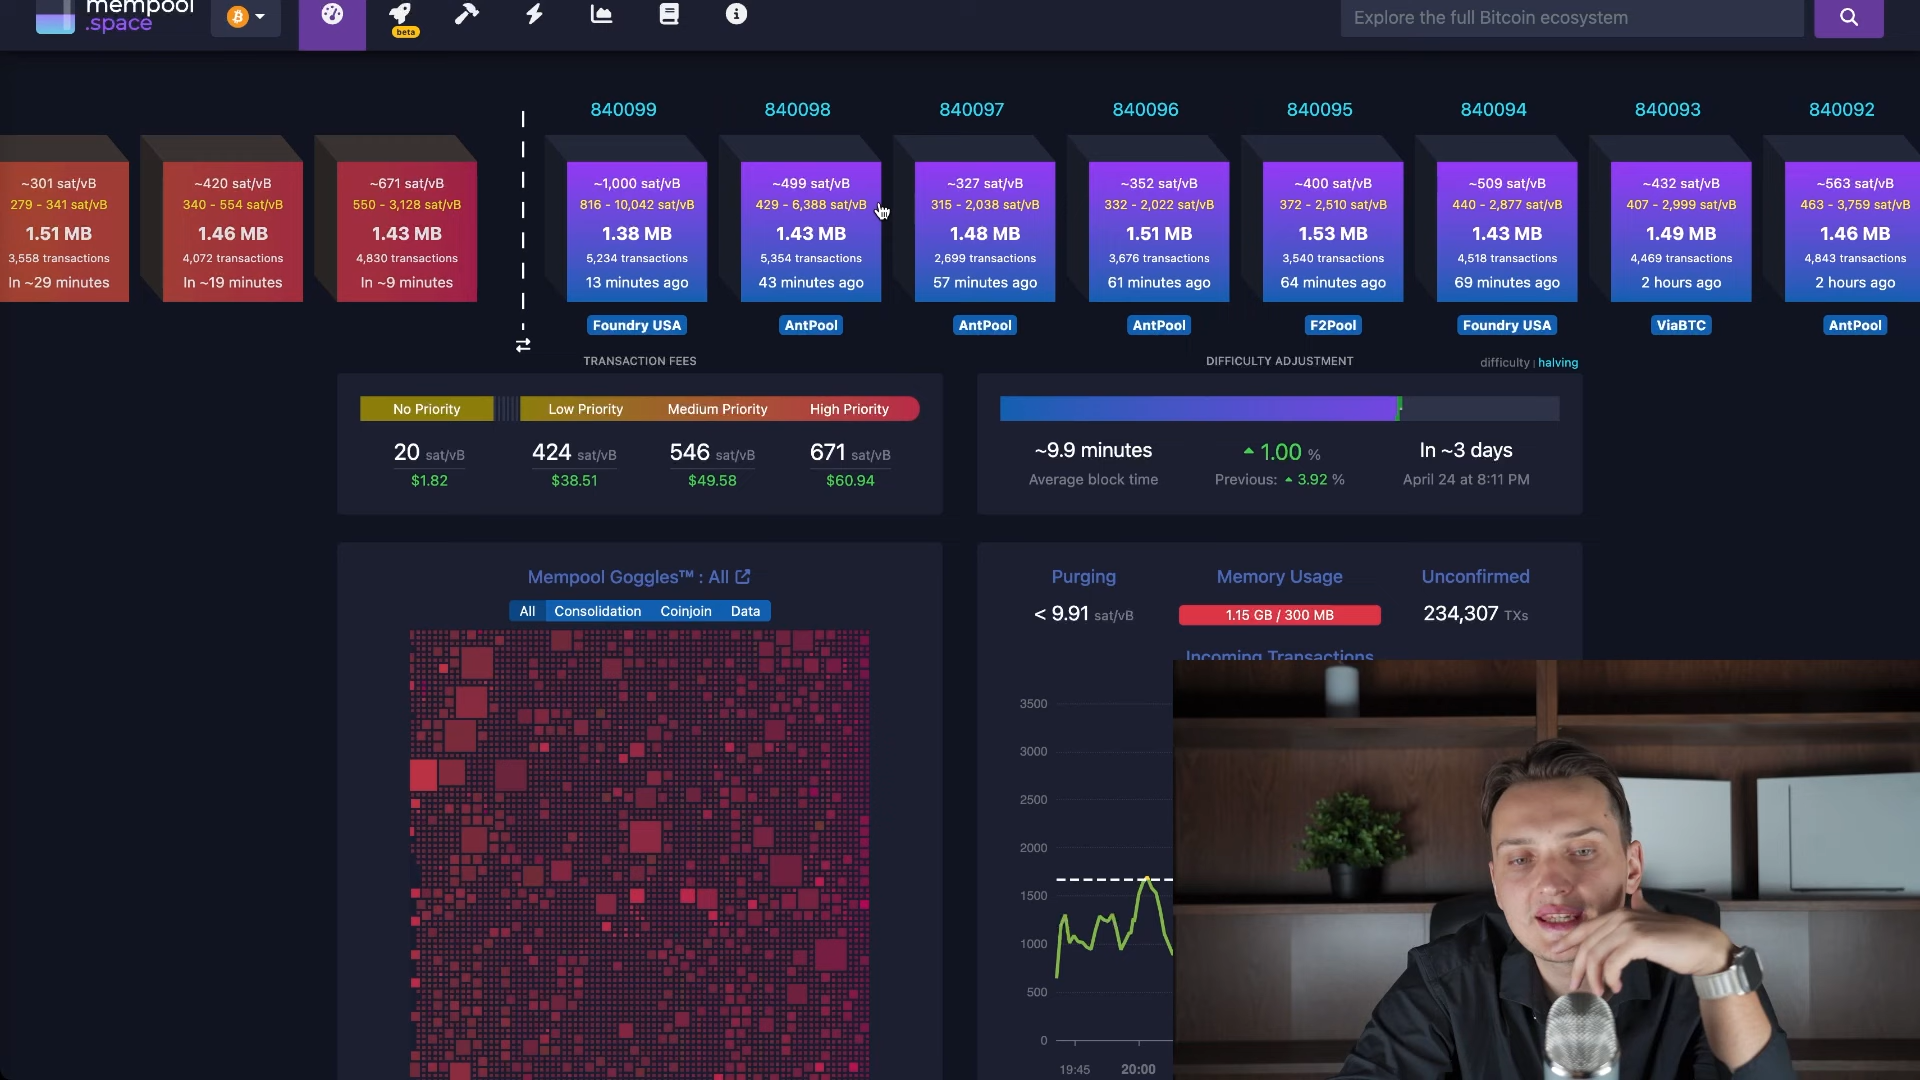 mempool
.space
beta
Explore the full Bitcoin ecosystem
840099
840098
840097
840096
840095
840094
840093
840092
~301 sat/vB
279 - 341 sat/vB
1.51 MB
3,558 transactions
In ~29 minutes
~420 sat/vB
340 - 554 sat/vB
1.46 MB
4,072 transactions
In ~19 minutes
~671 sat/vB
550 - 3,128 sat/vB
1.43 MB
4,830 transactions
In ~9 minutes
~1,000 sat/vB
816 - 10,042 sat/vB
1.38 MB
5,234 transactions
13 minutes ago
Foundry USA
~499 sat/vB
429 - 6,388 sat/vB
1.43 MB
5,354 transactions
43 minutes ago
AntPool
~327 sat/vB
315 - 2,038 sat/vB
1.48 MB
2,699 transactions
57 minutes ago
AntPool
~352 sat/vB
332 - 2,022 sat/vB
1.51 MB
3,676 transactions
61 minutes ago
AntPool
~400 sat/vB
372 - 2,510 sat/vB
1.53 MB
3,540 transactions
64 minutes ago
F2Pool
~509 sat/vB
440 - 2,877 sat/vB
1.43 MB
4,518 transactions
69 minutes ago
Foundry USA
~432 sat/vB
407 - 2,999 sat/vB
1.49 MB
4,469 transactions
2 hours ago
ViaBTC
~563 sat/vB
463 - 3,759 sat/vB
1.46 MB
4,843 transactions
2 hours ago
AntPool
TRANSACTION FEES
No Priority
Low Priority
Medium Priority
High Priority
20 sat/vB
424 sat/vB
546 sat/vB
671 sat/vB
$1.82
$38.51
$49.58
$60.94
DIFFICULTY ADJUSTMENT
difficulty | halving
~9.9 minutes
1.00 %
In ~3 days
Average block time
Previous: 3.92 %
April 24 at 8:11 PM
Mempool Goggles™ : All
All
Consolidation
Coinjoin
Data
Purging
Memory Usage
Unconfirmed
< 9.91 sat/vB
1.15 GB / 300 MB
234,307 TXs
Incoming Transactions
3500
3000
2500
2000
1500
1000
500
0
19:45
20:00